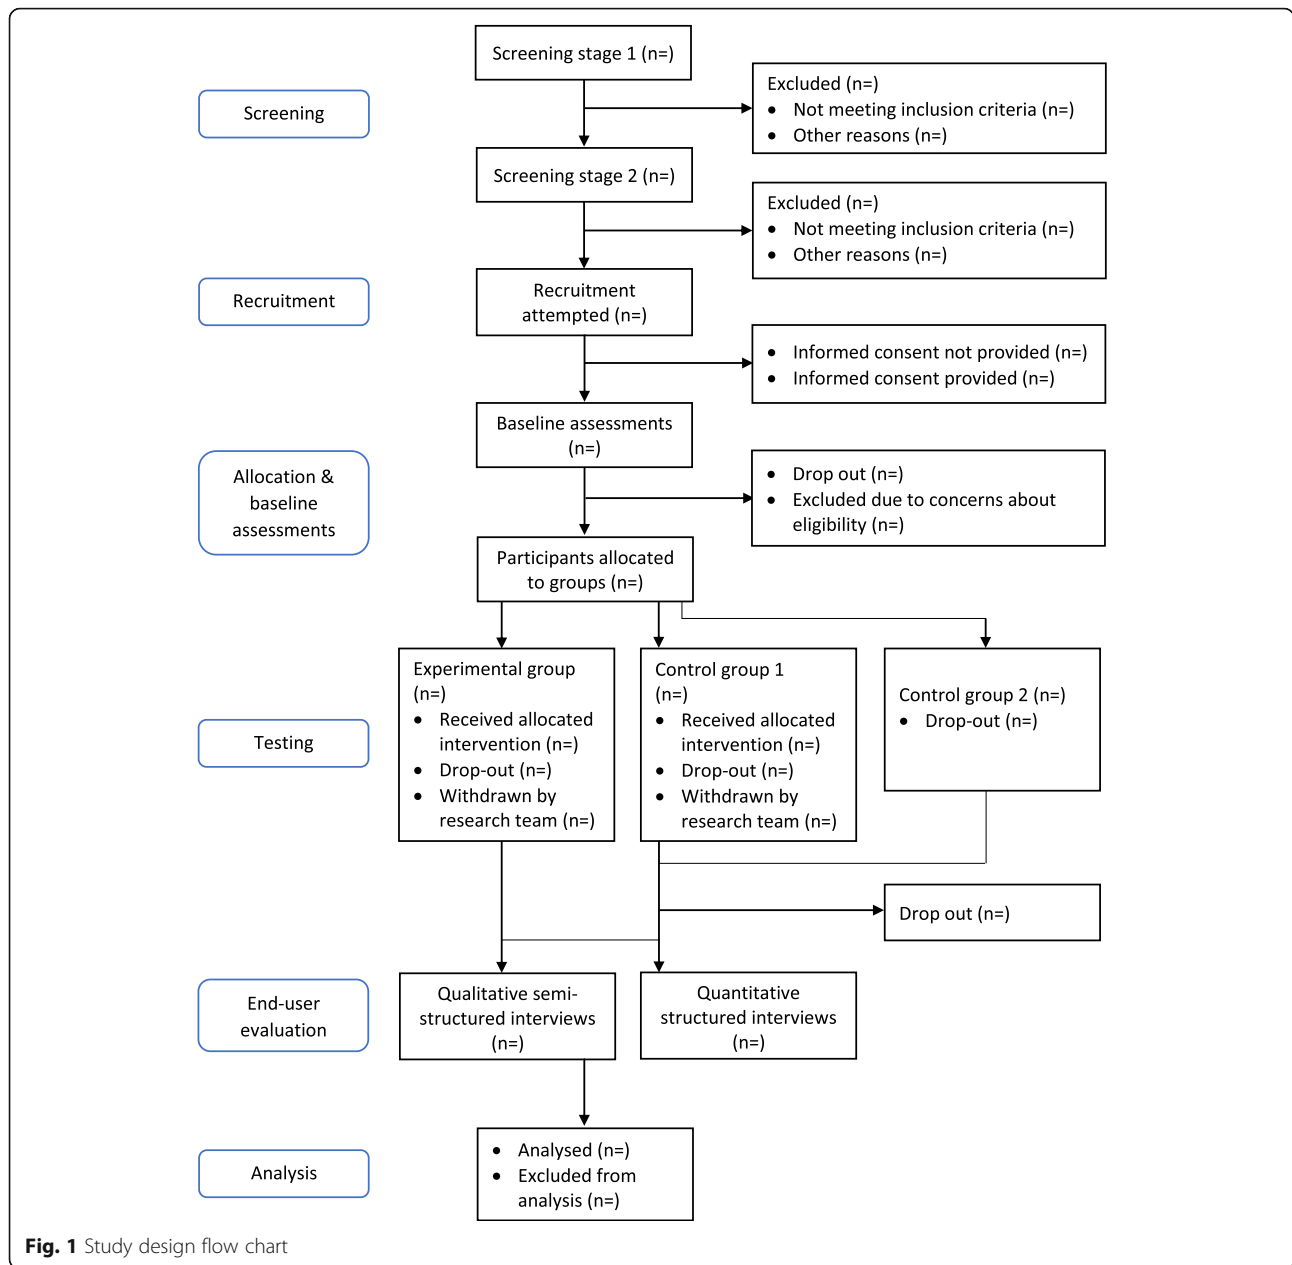 Screening stage 1 (n=)
Screening
Excluded (n=)
• Not meeting inclusion criteria (n=)
• Other reasons (n=)
Screening stage 2 (n=)
Excluded (n=)
• Not meeting inclusion criteria (n=)
• Other reasons (n=)
Recruitment
Recruitment
attempted (n=)
• Informed consent not provided (n=)
• Informed consent provided (n=)
Baseline assessments
(n=)
Allocation &
baseline
assessments
• Drop out (n=)
• Excluded due to concerns about
eligibility (n=)
Participants allocated
to groups (n=)
Testing
Experimental group
(n=)
• Received allocated
intervention (n=)
• Drop-out (n=)
• Withdrawn by
research team (n=)
Control group 1
(n=)
• Received allocated
intervention (n=)
• Drop-out (n=)
• Withdrawn by
research team (n=)
Control group 2 (n=)
• Drop-out (n=)
Drop out (n=)
End-user
evaluation
Qualitative semi-
structured interviews
(n=)
Quantitative
structured interviews
(n=)
Analysis
• Analysed (n=)
• Excluded from
analysis (n=)
Fig. 1 Study design flow chart